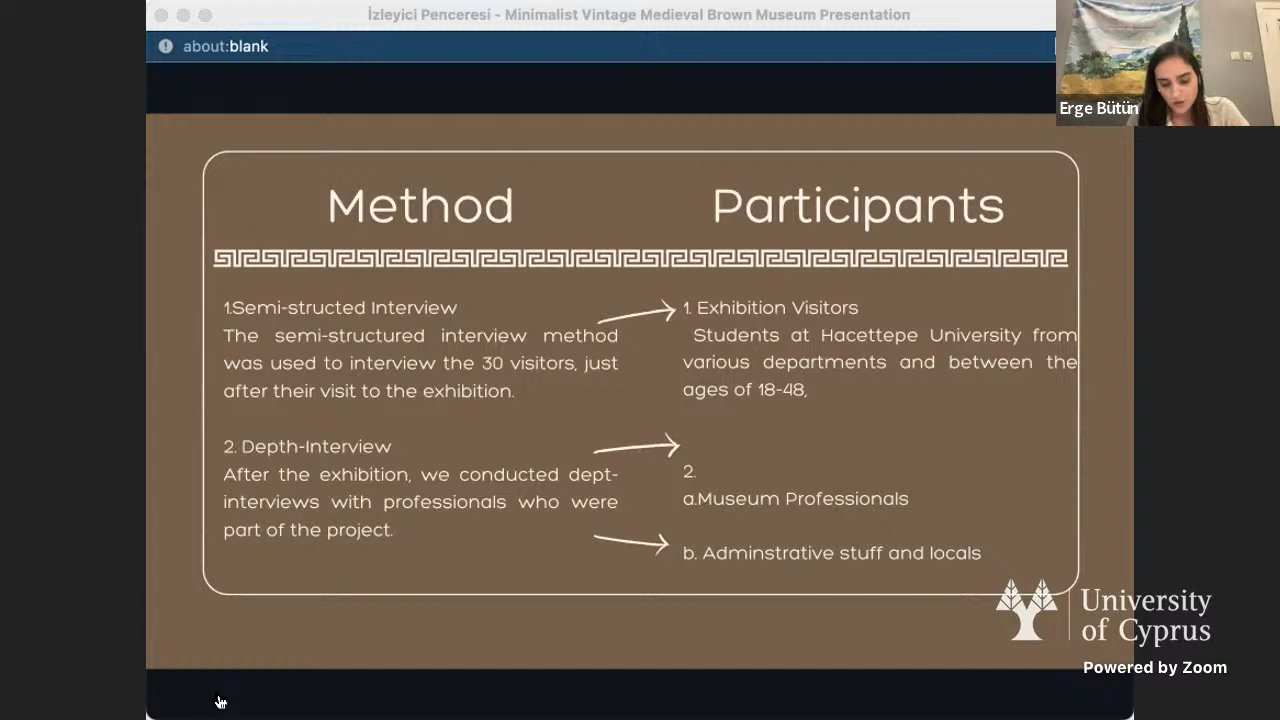 İzleyici Penceresi - Minimalist Vintage Medieval Brown Museum Presentation
about:blank
Erge Bütün
Method
1.Semi-structed Interview
The semi-structured interview method
was used to interview the 30 visitors, just
after their visit to the exhibition.
2. Depth-Interview
After the exhibition, we conducted dept-
interviews with professionals who were
part of the project.
Participants
1. Exhibition Visitors
Students at Hacettepe University from
various departments and between the
ages of 18-48,
2.
a.Museum Professionals
b. Adminstrative stuff and locals
University
of Cyprus
Powered by Zoom